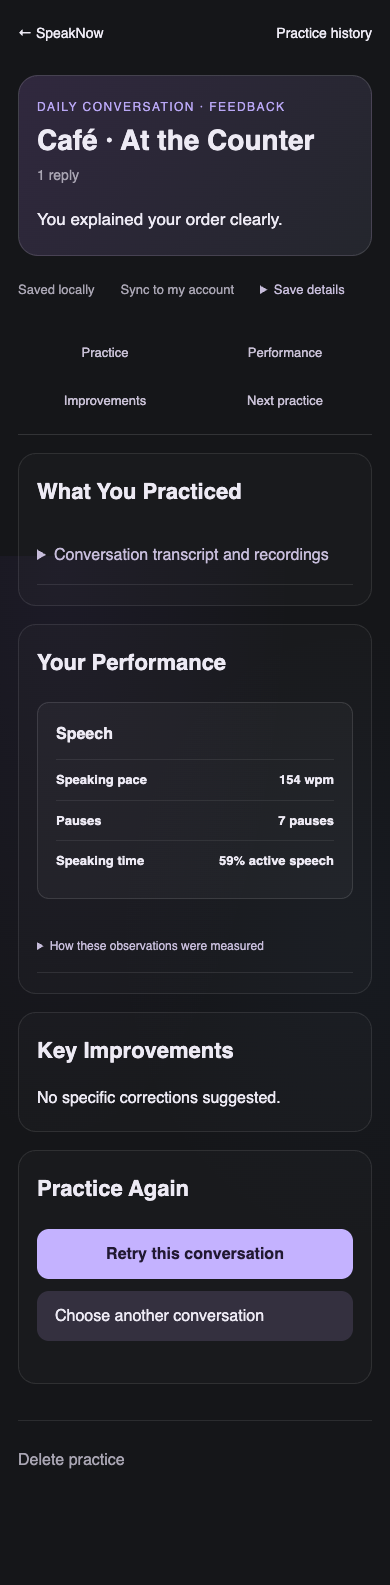 ← SpeakNow
Practice history
DAILY CONVERSATION · FEEDBACK
Café · At the Counter
1 reply
You explained your order clearly.
Saved locally
Sync to my account
▶ Save details
Practice
Performance
Improvements
Next practice
What You Practiced
▶ Conversation transcript and recordings
Your Performance
Speech
Speaking pace 154 wpm
Pauses 7 pauses
Speaking time 59% active speech
▶ How these observations were measured
Key Improvements
No specific corrections suggested.
Practice Again
Retry this conversation
Choose another conversation
Delete practice